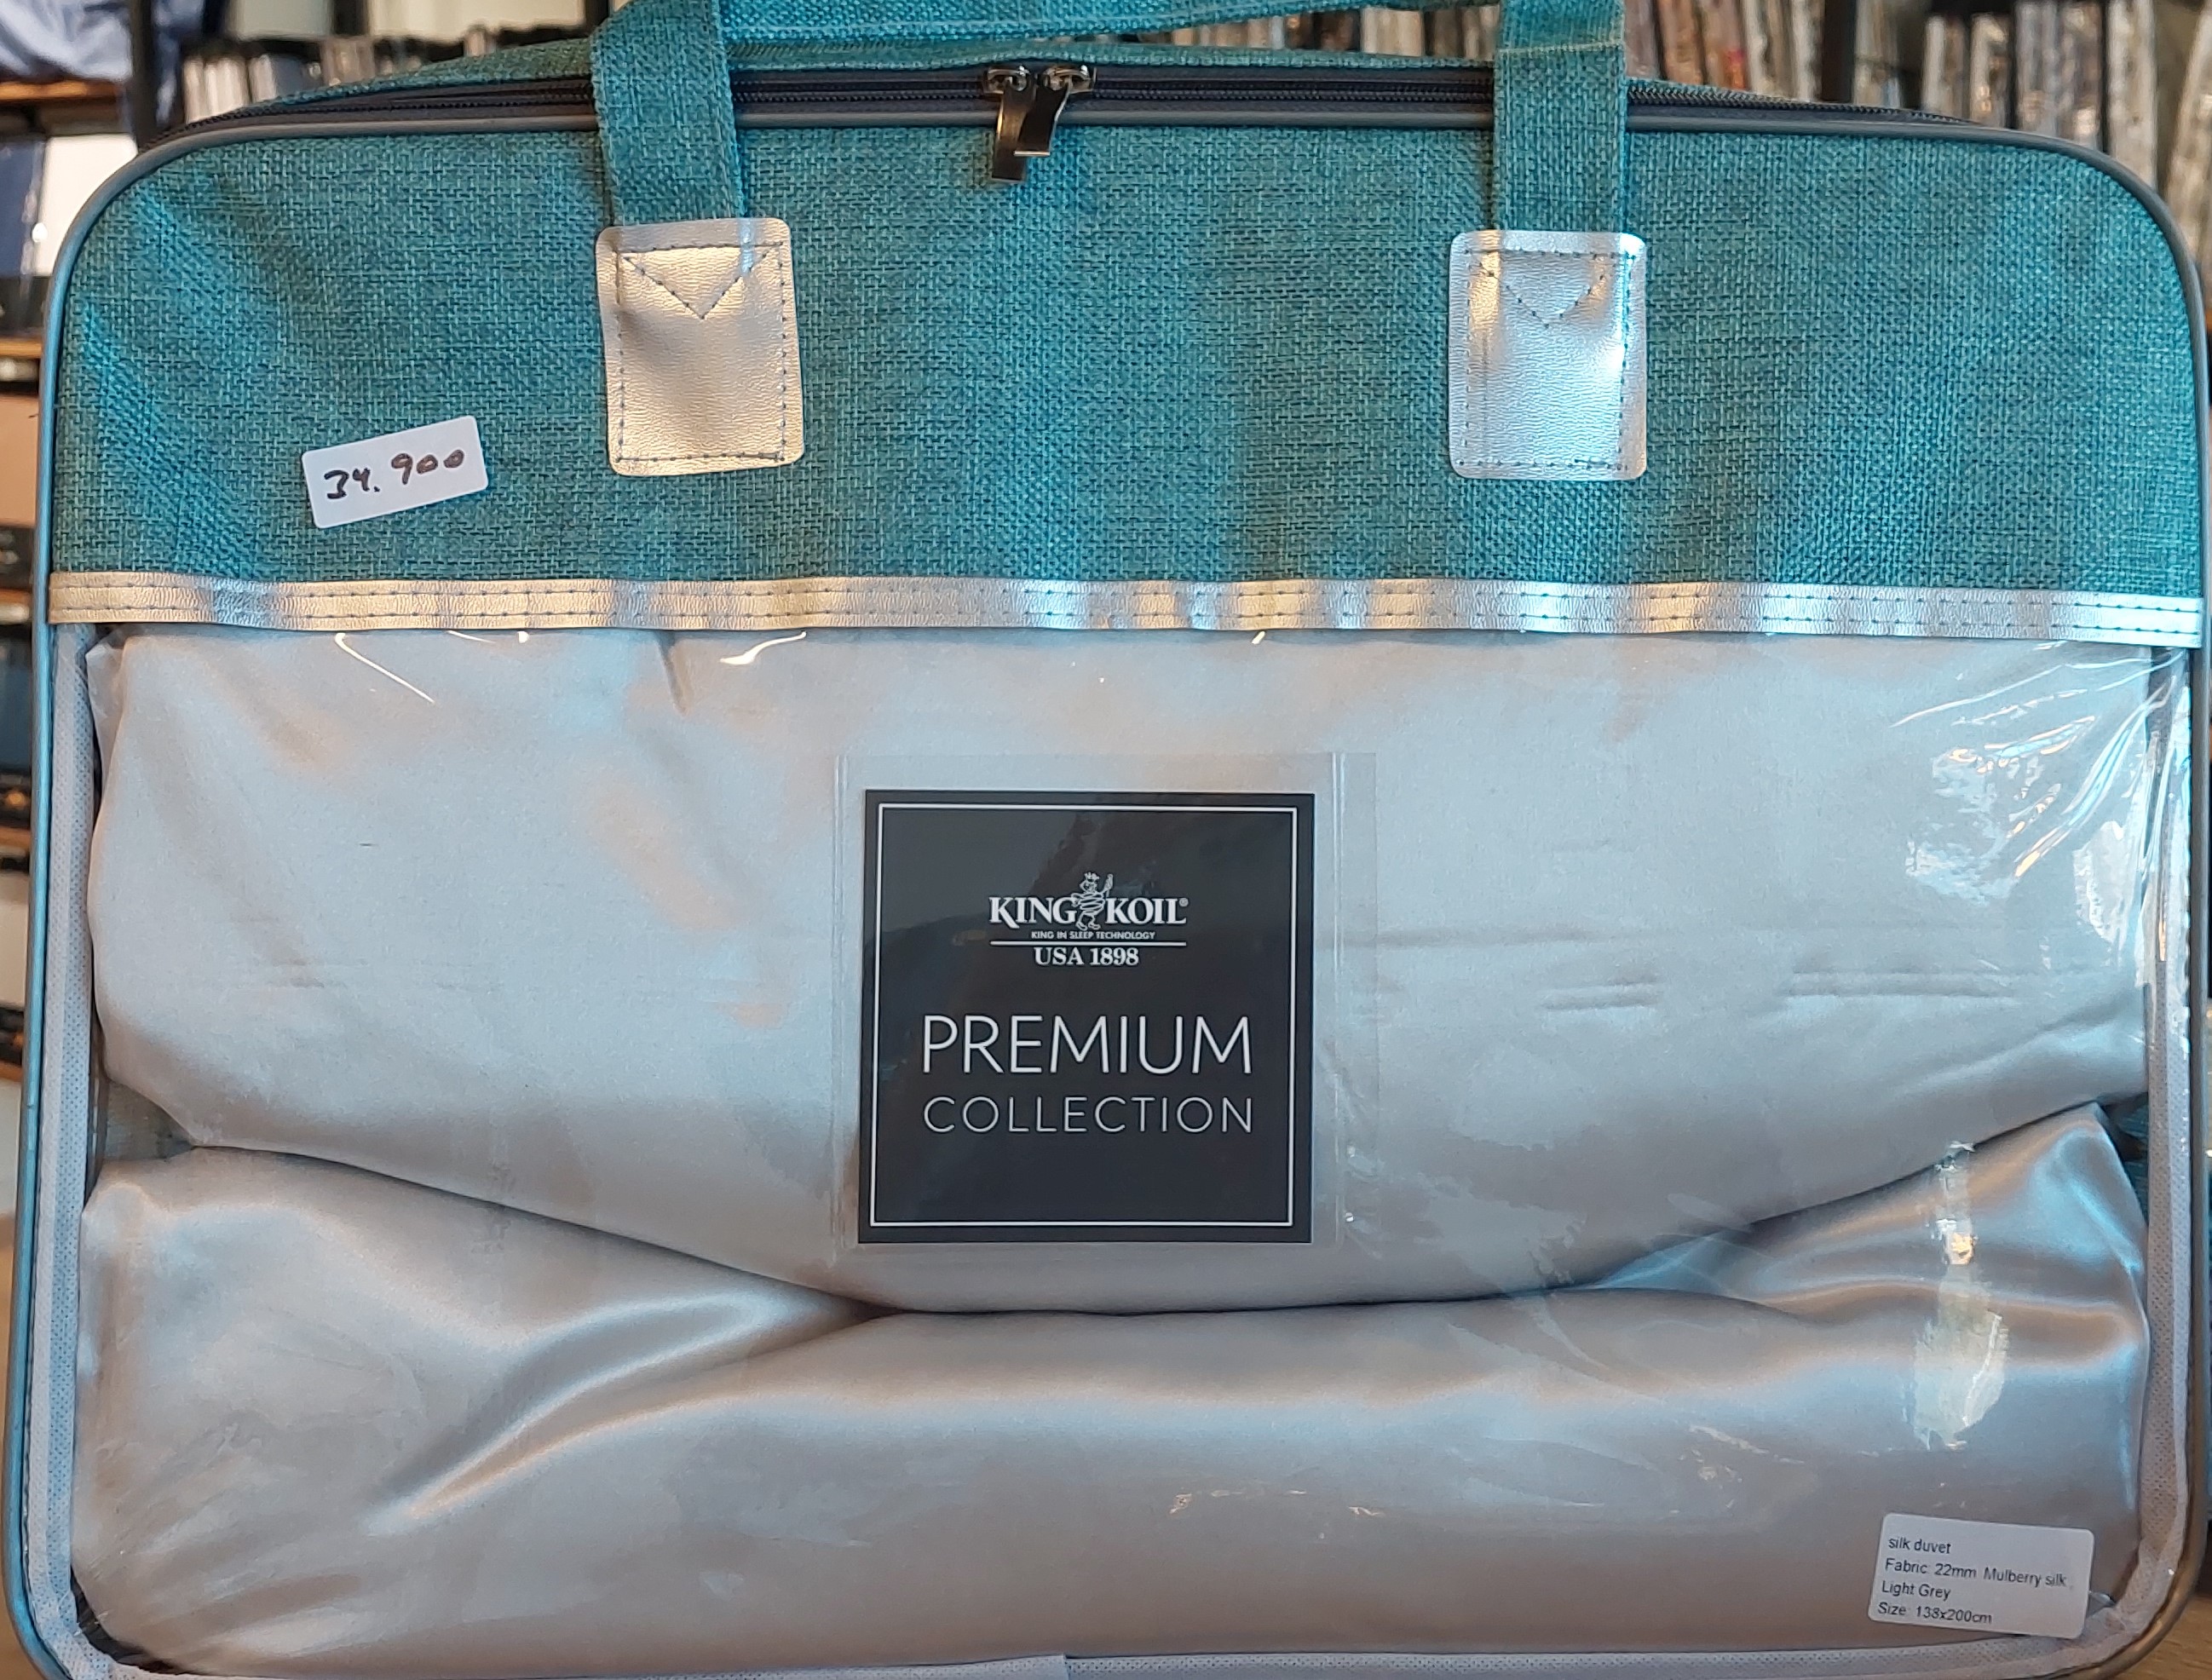 34.900
KING KOIL®
KING IN SLEEP TECHNOLOGY
USA 1898
PREMIUM
COLLECTION
silk duvet
Fabric: 22mm Mulberry silk
Light Grey
Size: 138x200cm